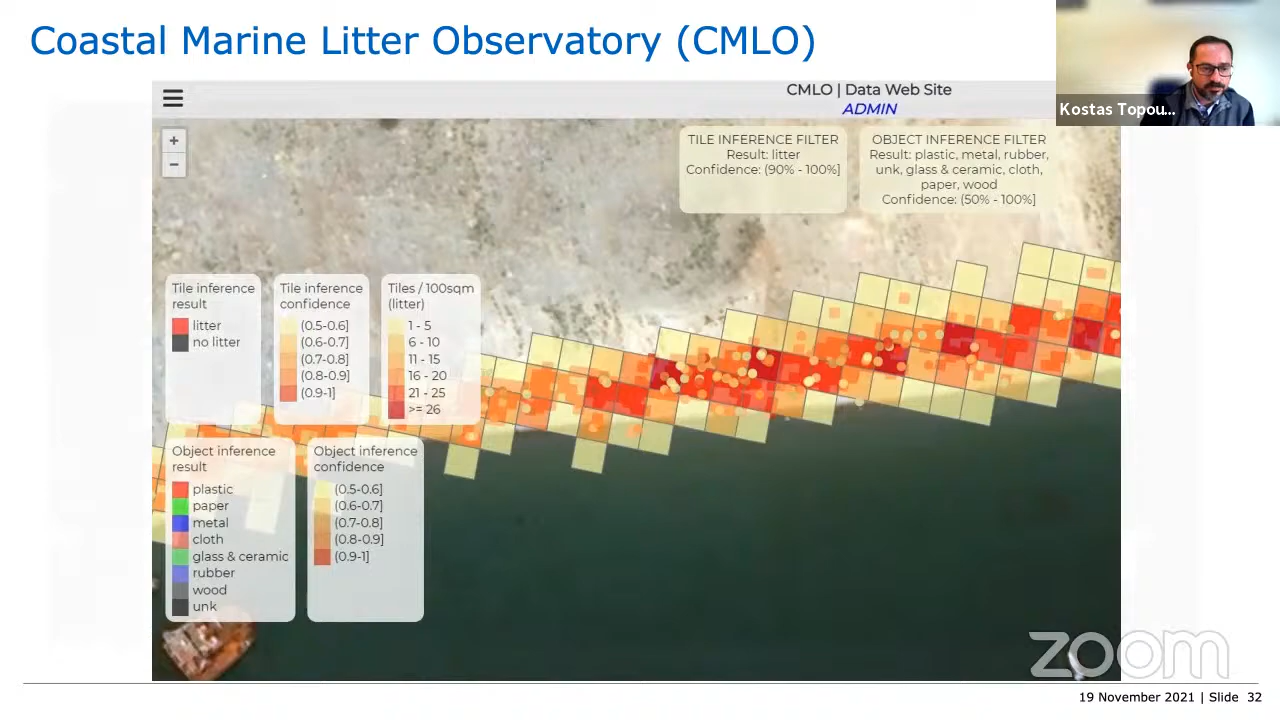 Coastal Marine Litter Observatory (CMLO)
Kostas Topou...
CMLO | Data Web Site
ADMIN
+
−
TILE INFERENCE FILTER
Result: litter
Confidence: (90% - 100%]
OBJECT INFERENCE FILTER
Result: plastic, metal, rubber,
unk, glass & ceramic, cloth,
paper, wood
Confidence: (50% - 100%]
Tile inference
result
litter
no litter
Tile inference
confidence
(0.5-0.6]
(0.6-0.7]
(0.7-0.8]
(0.8-0.9]
(0.9-1]
Tiles / 100sqm
(litter)
1 - 5
6 - 10
11 - 15
16 - 20
21 - 25
>= 26
Object inference
result
plastic
paper
metal
cloth
glass & ceramic
rubber
wood
unk
Object inference
confidence
(0.5-0.6]
(0.6-0.7]
(0.7-0.8]
(0.8-0.9]
(0.9-1]
zoom
19 November 2021 | Slide 32